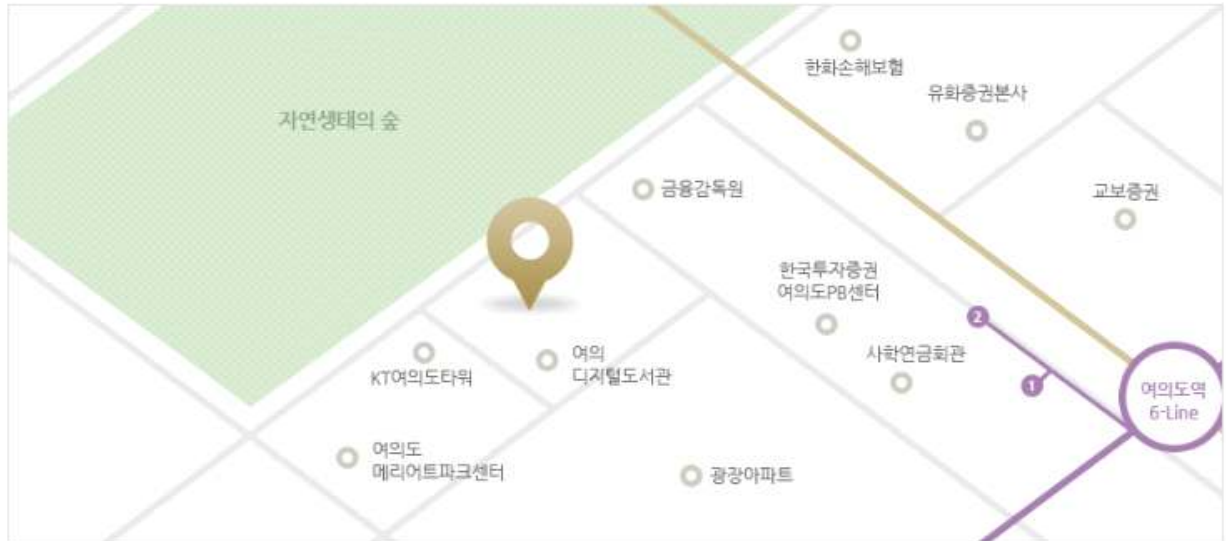 한화손해보험
유화증권본사
자연생태의 숲
금융감독원
교보증권
한국투자증권
여의도PB센터
2
여의
디지털도서관
KT여의도타워
사학연금회관
1
여의도역
6-Line
여의도
메리어트파크센터
광장아파트